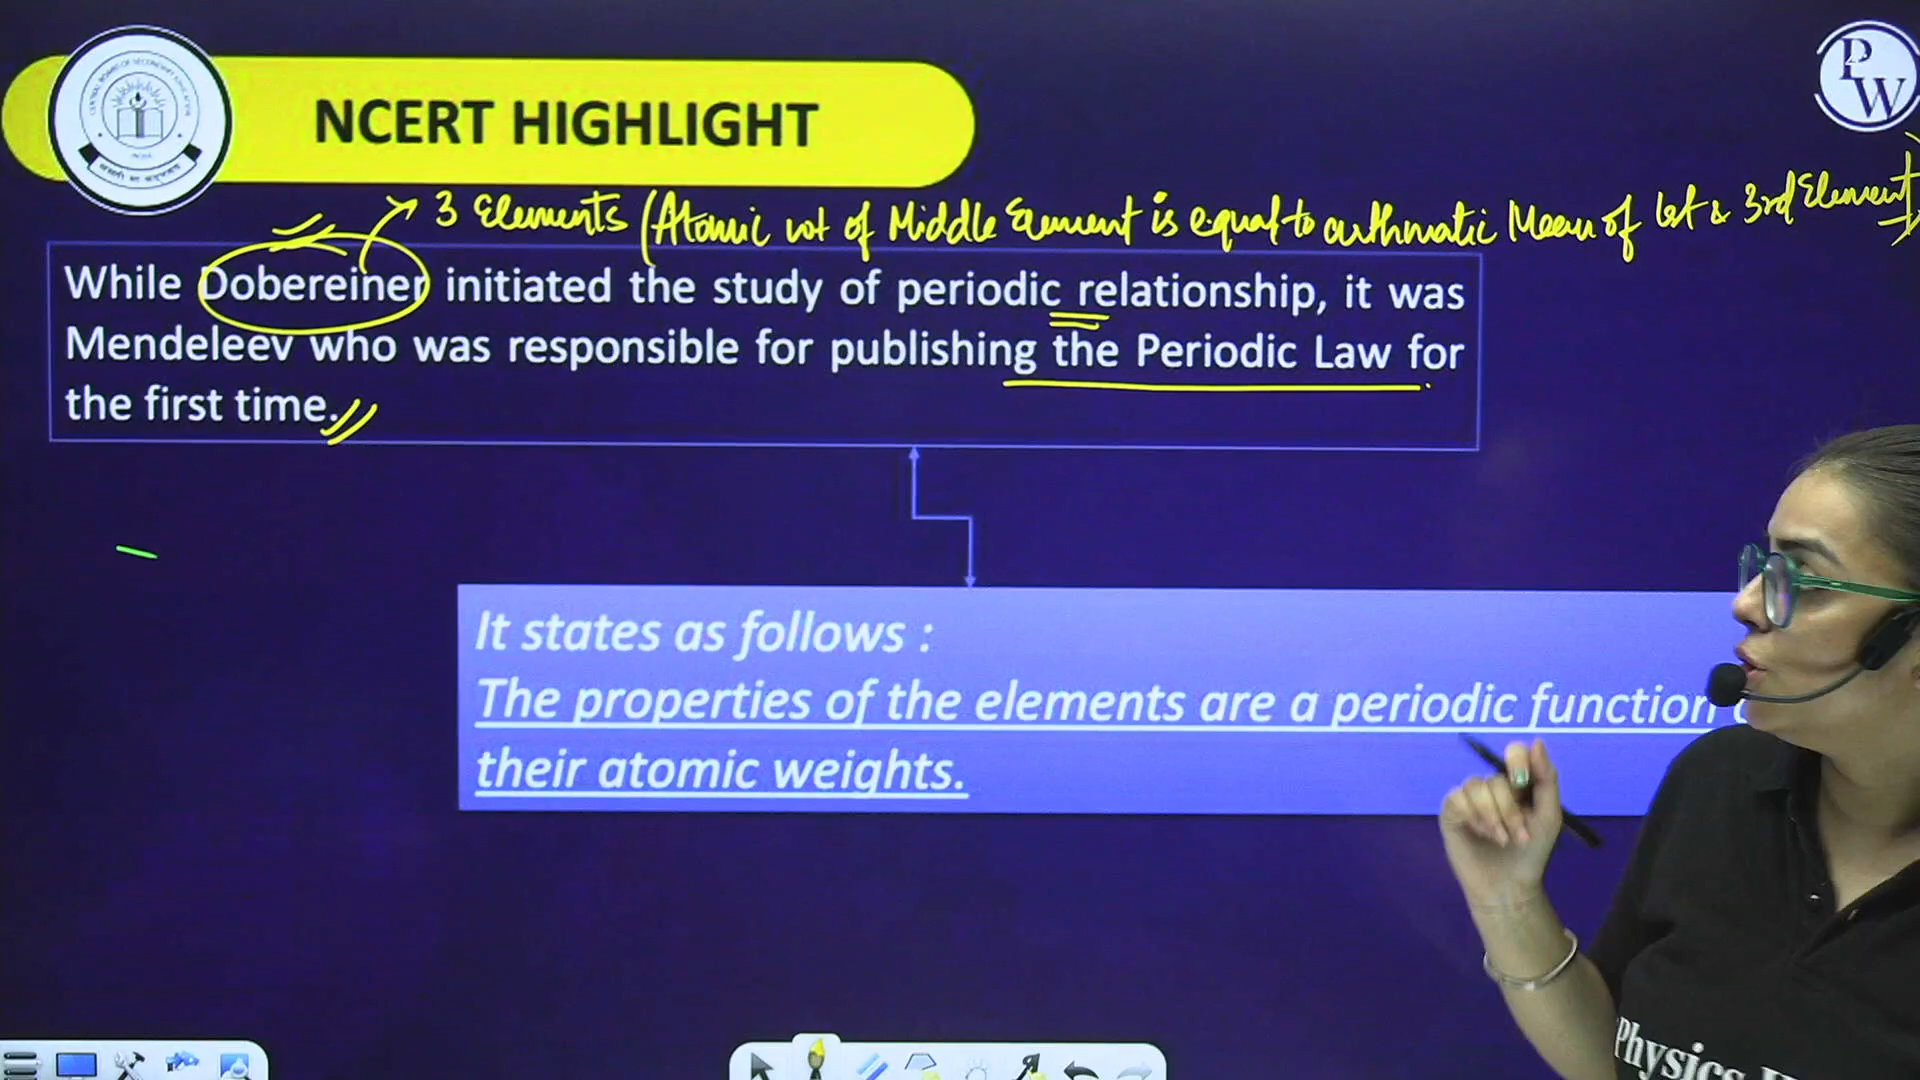 NCERT HIGHLIGHT
P
W
3 Elements (Atomic wt of Middle Element is equal to arthmatic Mean of 1st & 3rd Element)
While Dobereiner initiated the study of periodic relationship, it was
Mendeleev who was responsible for publishing the Periodic Law for
the first time.
It states as follows :
The properties of the elements are a periodic function
their atomic weights.
Physics